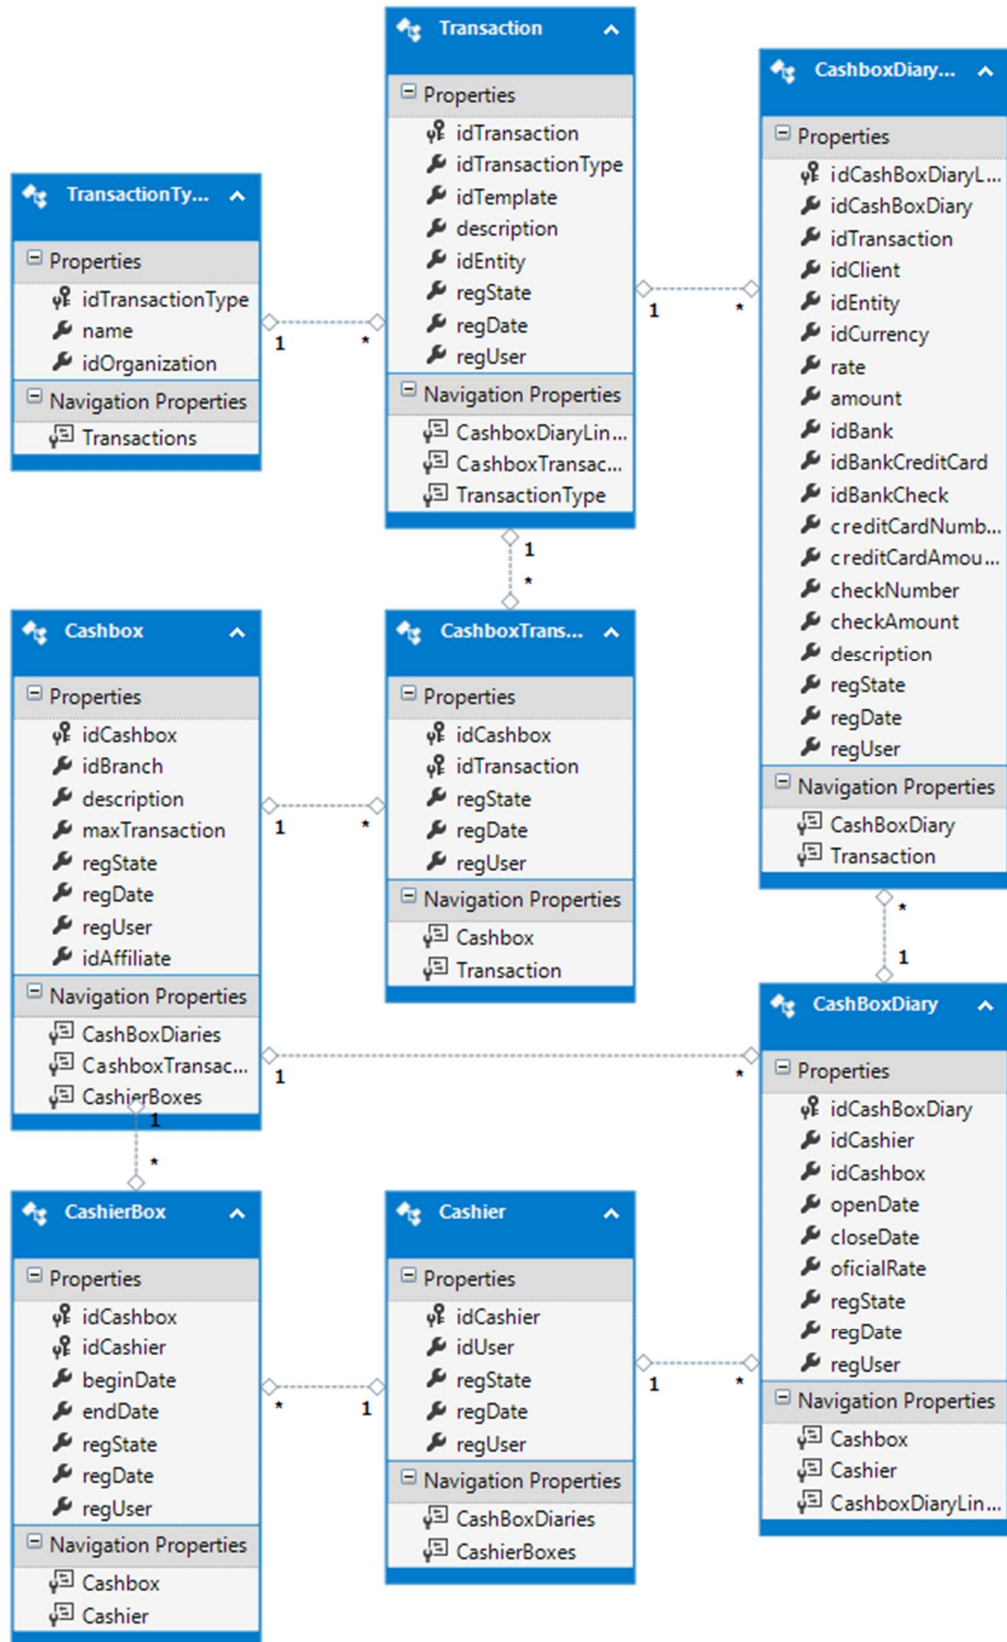 Transaction
Properties
idTransaction
idTransactionType
idTemplate
description
idEntity
regState
regDate
regUser
Navigation Properties
CashboxDiaryLin...
CashboxTransac...
TransactionType
1
*
1
*
CashboxDiary...
Properties
idCashBoxDiaryL...
idCashBoxDiary
idTransaction
idClient
idEntity
idCurrency
rate
amount
idBank
idBankCreditCard
idBankCheck
creditCardNumb...
creditCardAmou...
checkNumber
checkAmount
description
regState
regDate
regUser
Navigation Properties
CashBoxDiary
Transaction
*
1
TransactionTy...
Properties
idTransactionType
name
idOrganization
Navigation Properties
Transactions
1
*
Cashbox
Properties
idCashbox
idBranch
description
maxTransaction
regState
regDate
regUser
idAffiliate
Navigation Properties
CashBoxDiaries
CashboxTransac...
CashierBoxes
1
*
1
*
1
*
CashboxTrans...
Properties
idCashbox
idTransaction
regState
regDate
regUser
Navigation Properties
Cashbox
Transaction
CashBoxDiary
Properties
idCashBoxDiary
idCashier
idCashbox
openDate
closeDate
oficialRate
regState
regDate
regUser
Navigation Properties
Cashbox
Cashier
CashboxDiaryLin...
CashierBox
Properties
idCashbox
idCashier
beginDate
endDate
regState
regDate
regUser
Navigation Properties
Cashbox
Cashier
*
1
Cashier
Properties
idCashier
idUser
regState
regDate
regUser
Navigation Properties
CashBoxDiaries
CashierBoxes
1
*